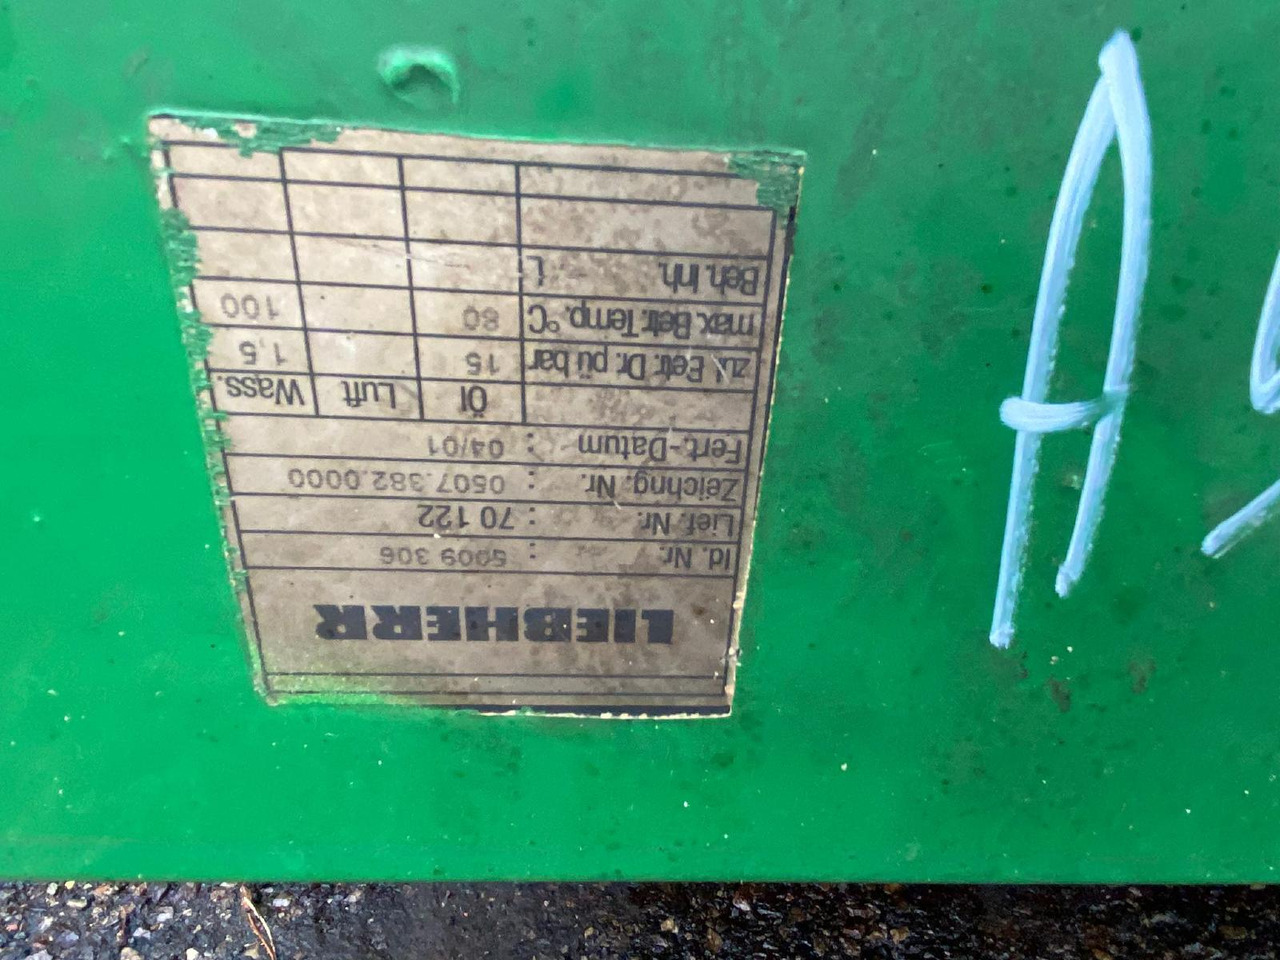 LIEBHERR
Id. Nr. : 5009 306
Lief. Nr. : 70 122
Zeichng. Nr. : 0507.382.0000
Fert.-Datum : 04/01
Öl Luft Wass.
zul. Betr. Dr. pü bar 15 1,5
max. Betr. Temp. °C 80 100
Beh. Inh. L
A